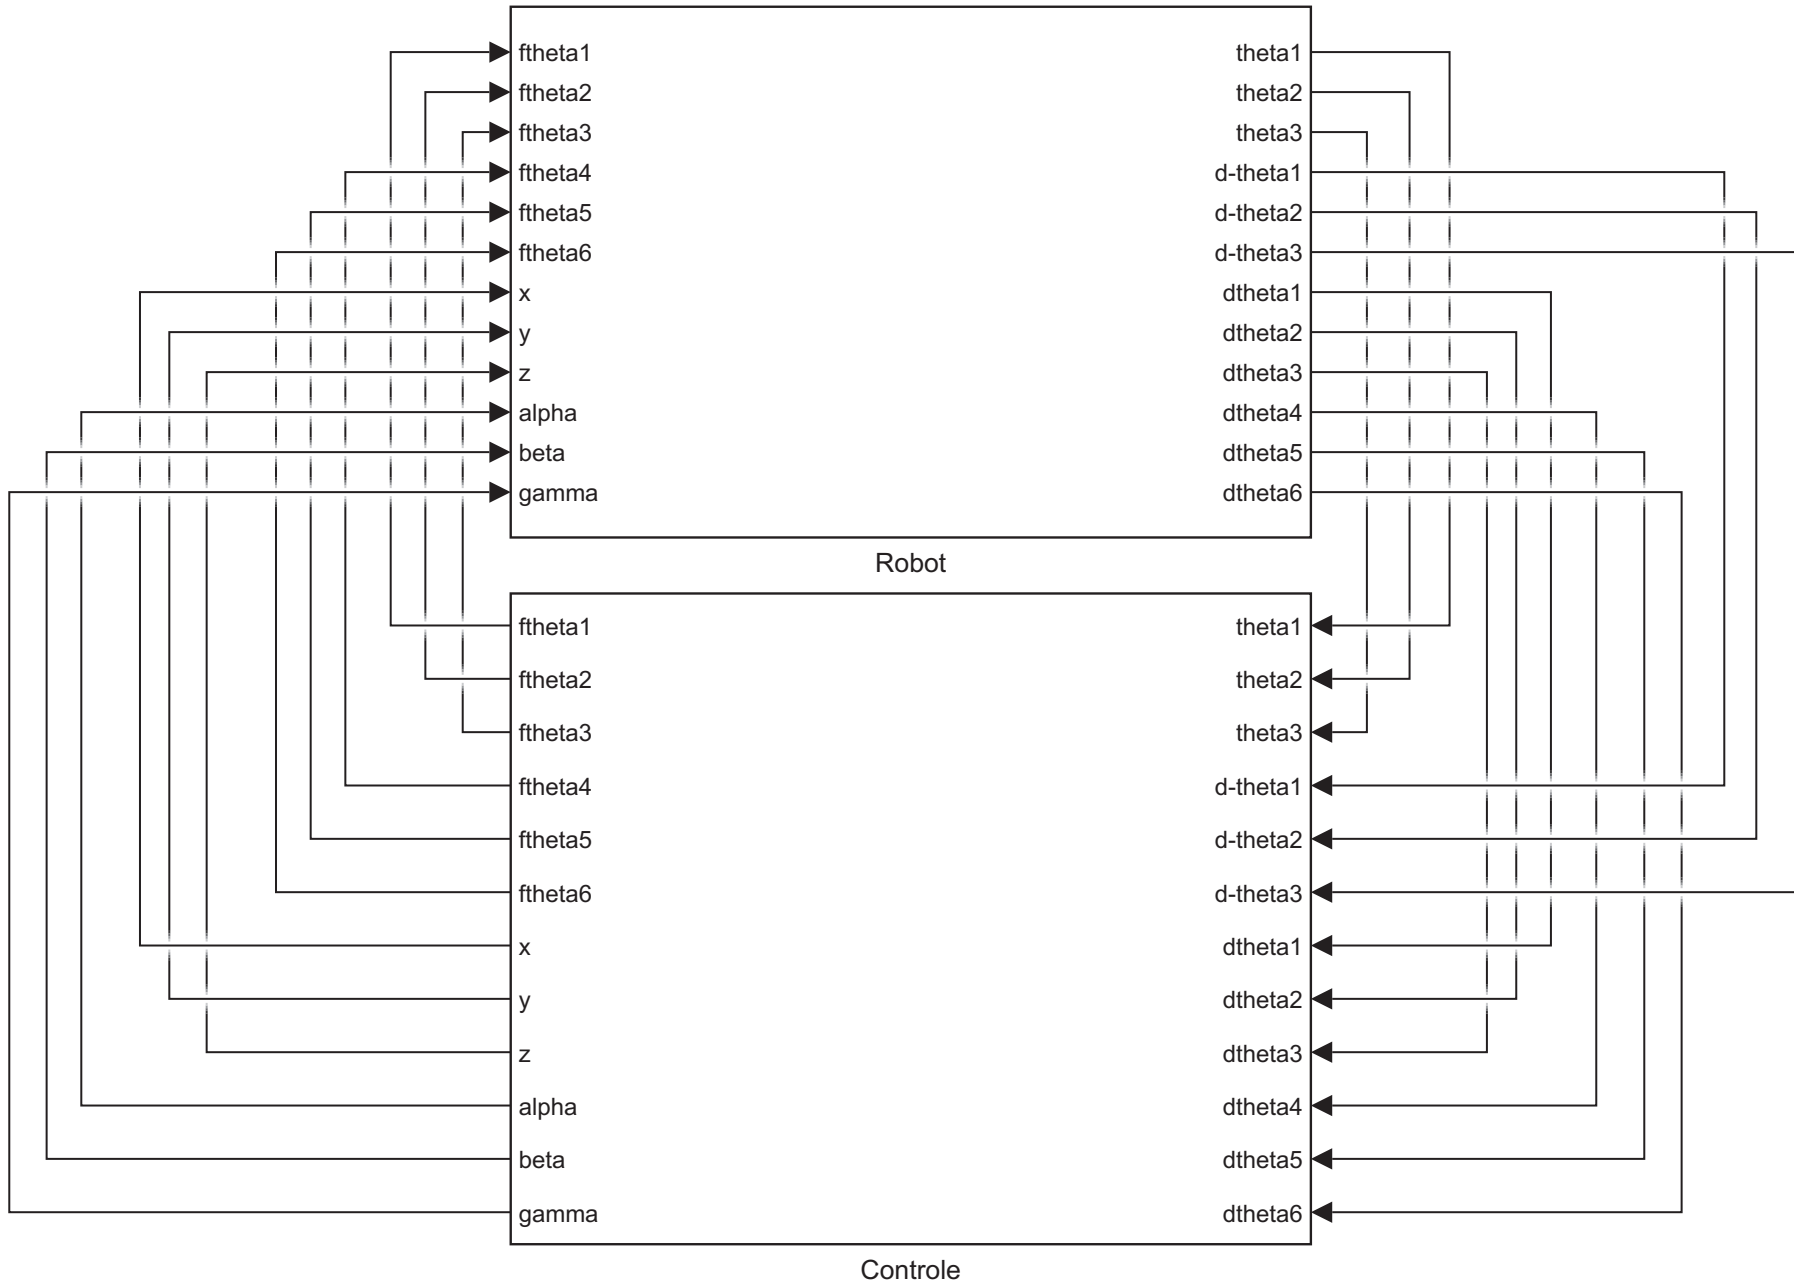 ftheta1 theta1
ftheta2 theta2
ftheta3 theta3
ftheta4 d-theta1
ftheta5 d-theta2
ftheta6 d-theta3
x dtheta1
y dtheta2
z dtheta3
alpha dtheta4
beta dtheta5
gamma dtheta6
Robot
ftheta1 theta1
ftheta2 theta2
ftheta3 theta3
ftheta4 d-theta1
ftheta5 d-theta2
ftheta6 d-theta3
x dtheta1
y dtheta2
z dtheta3
alpha dtheta4
beta dtheta5
gamma dtheta6
Controle